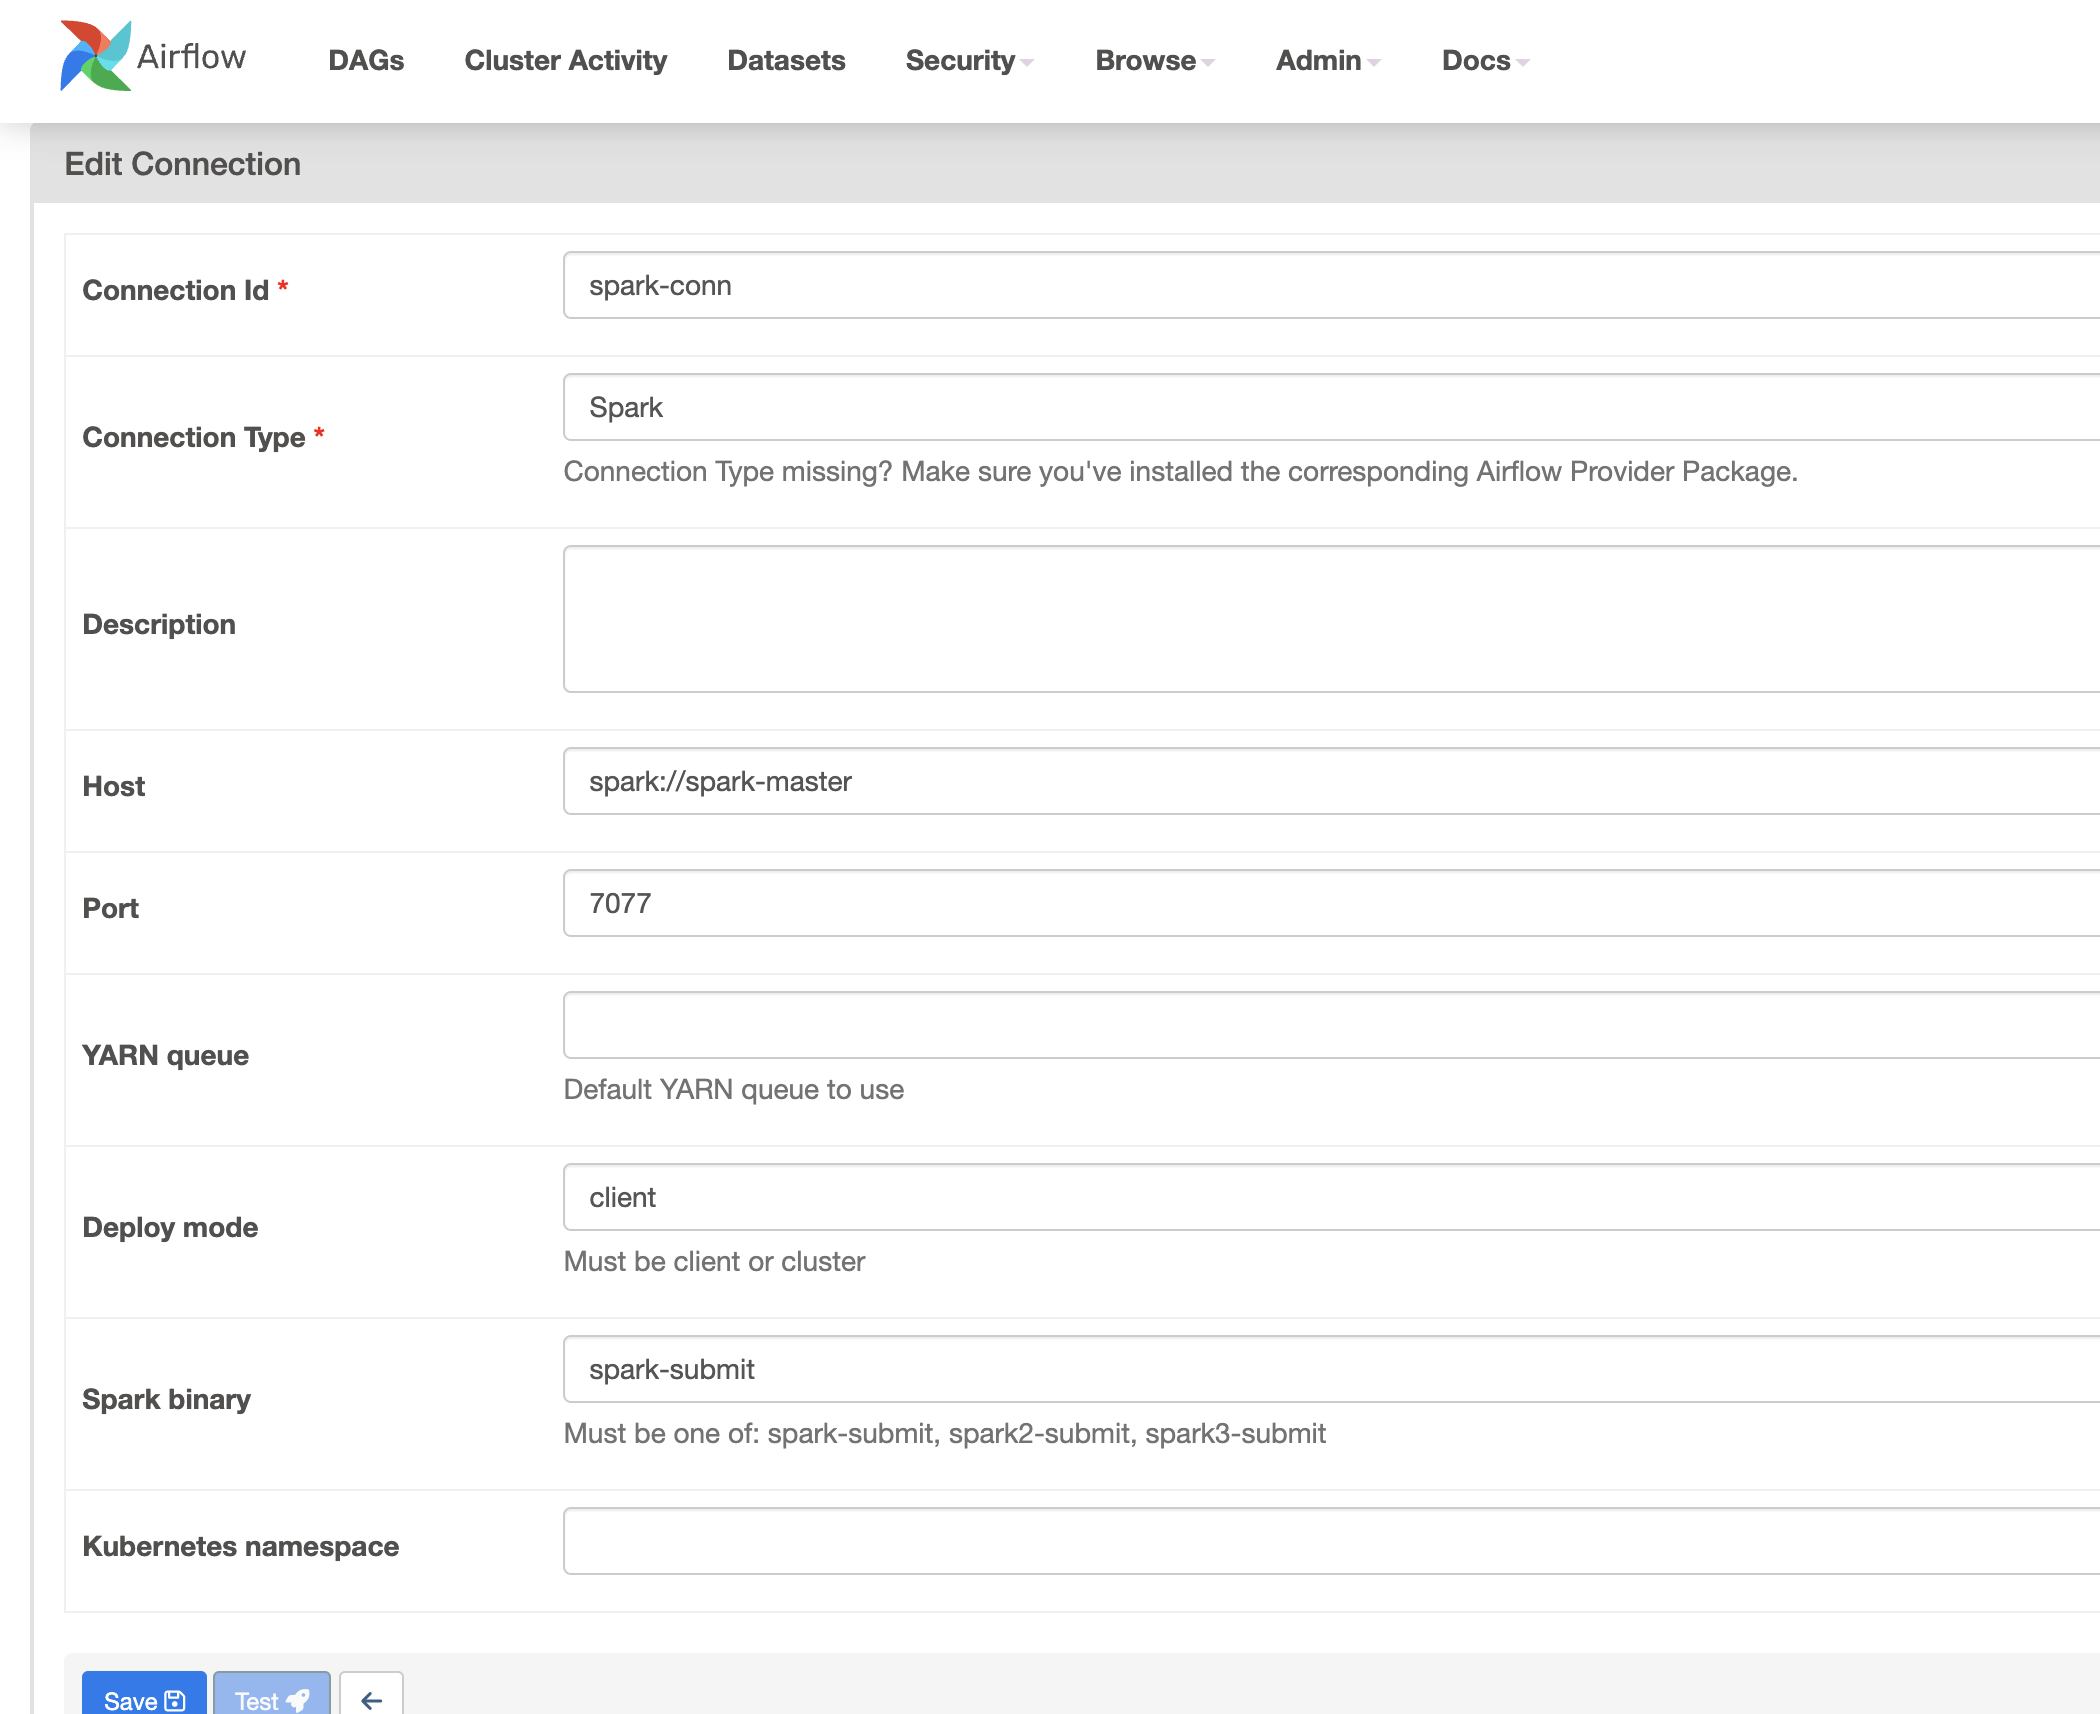 Airflow DAGs Cluster Activity Datasets Security Browse Admin Docs
Edit Connection
Connection Id * spark-conn
Connection Type * Spark
Connection Type missing? Make sure you've installed the corresponding Airflow Provider Package.
Description
Host spark://spark-master
Port 7077
YARN queue
Default YARN queue to use
Deploy mode client
Must be client or cluster
Spark binary spark-submit
Must be one of: spark-submit, spark2-submit, spark3-submit
Kubernetes namespace
Save Test